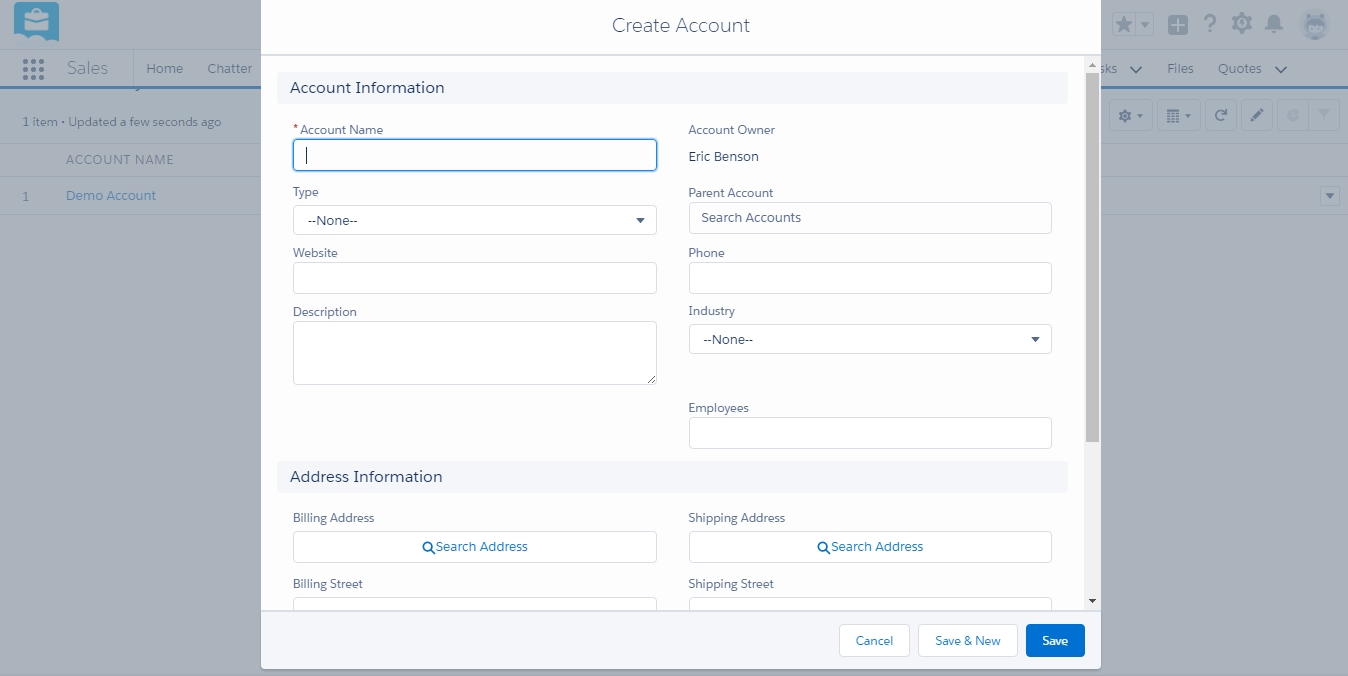 Create Account
Sales
Home
Chatter
Files
Quotes
1 item • Updated a few seconds ago
ACCOUNT NAME
1
Demo Account
Account Information
* Account Name
Account Owner
Eric Benson
Type
--None--
Parent Account
Search Accounts
Website
Phone
Description
Industry
--None--
Employees
Address Information
Billing Address
Shipping Address
Search Address
Search Address
Billing Street
Shipping Street
Cancel
Save & New
Save